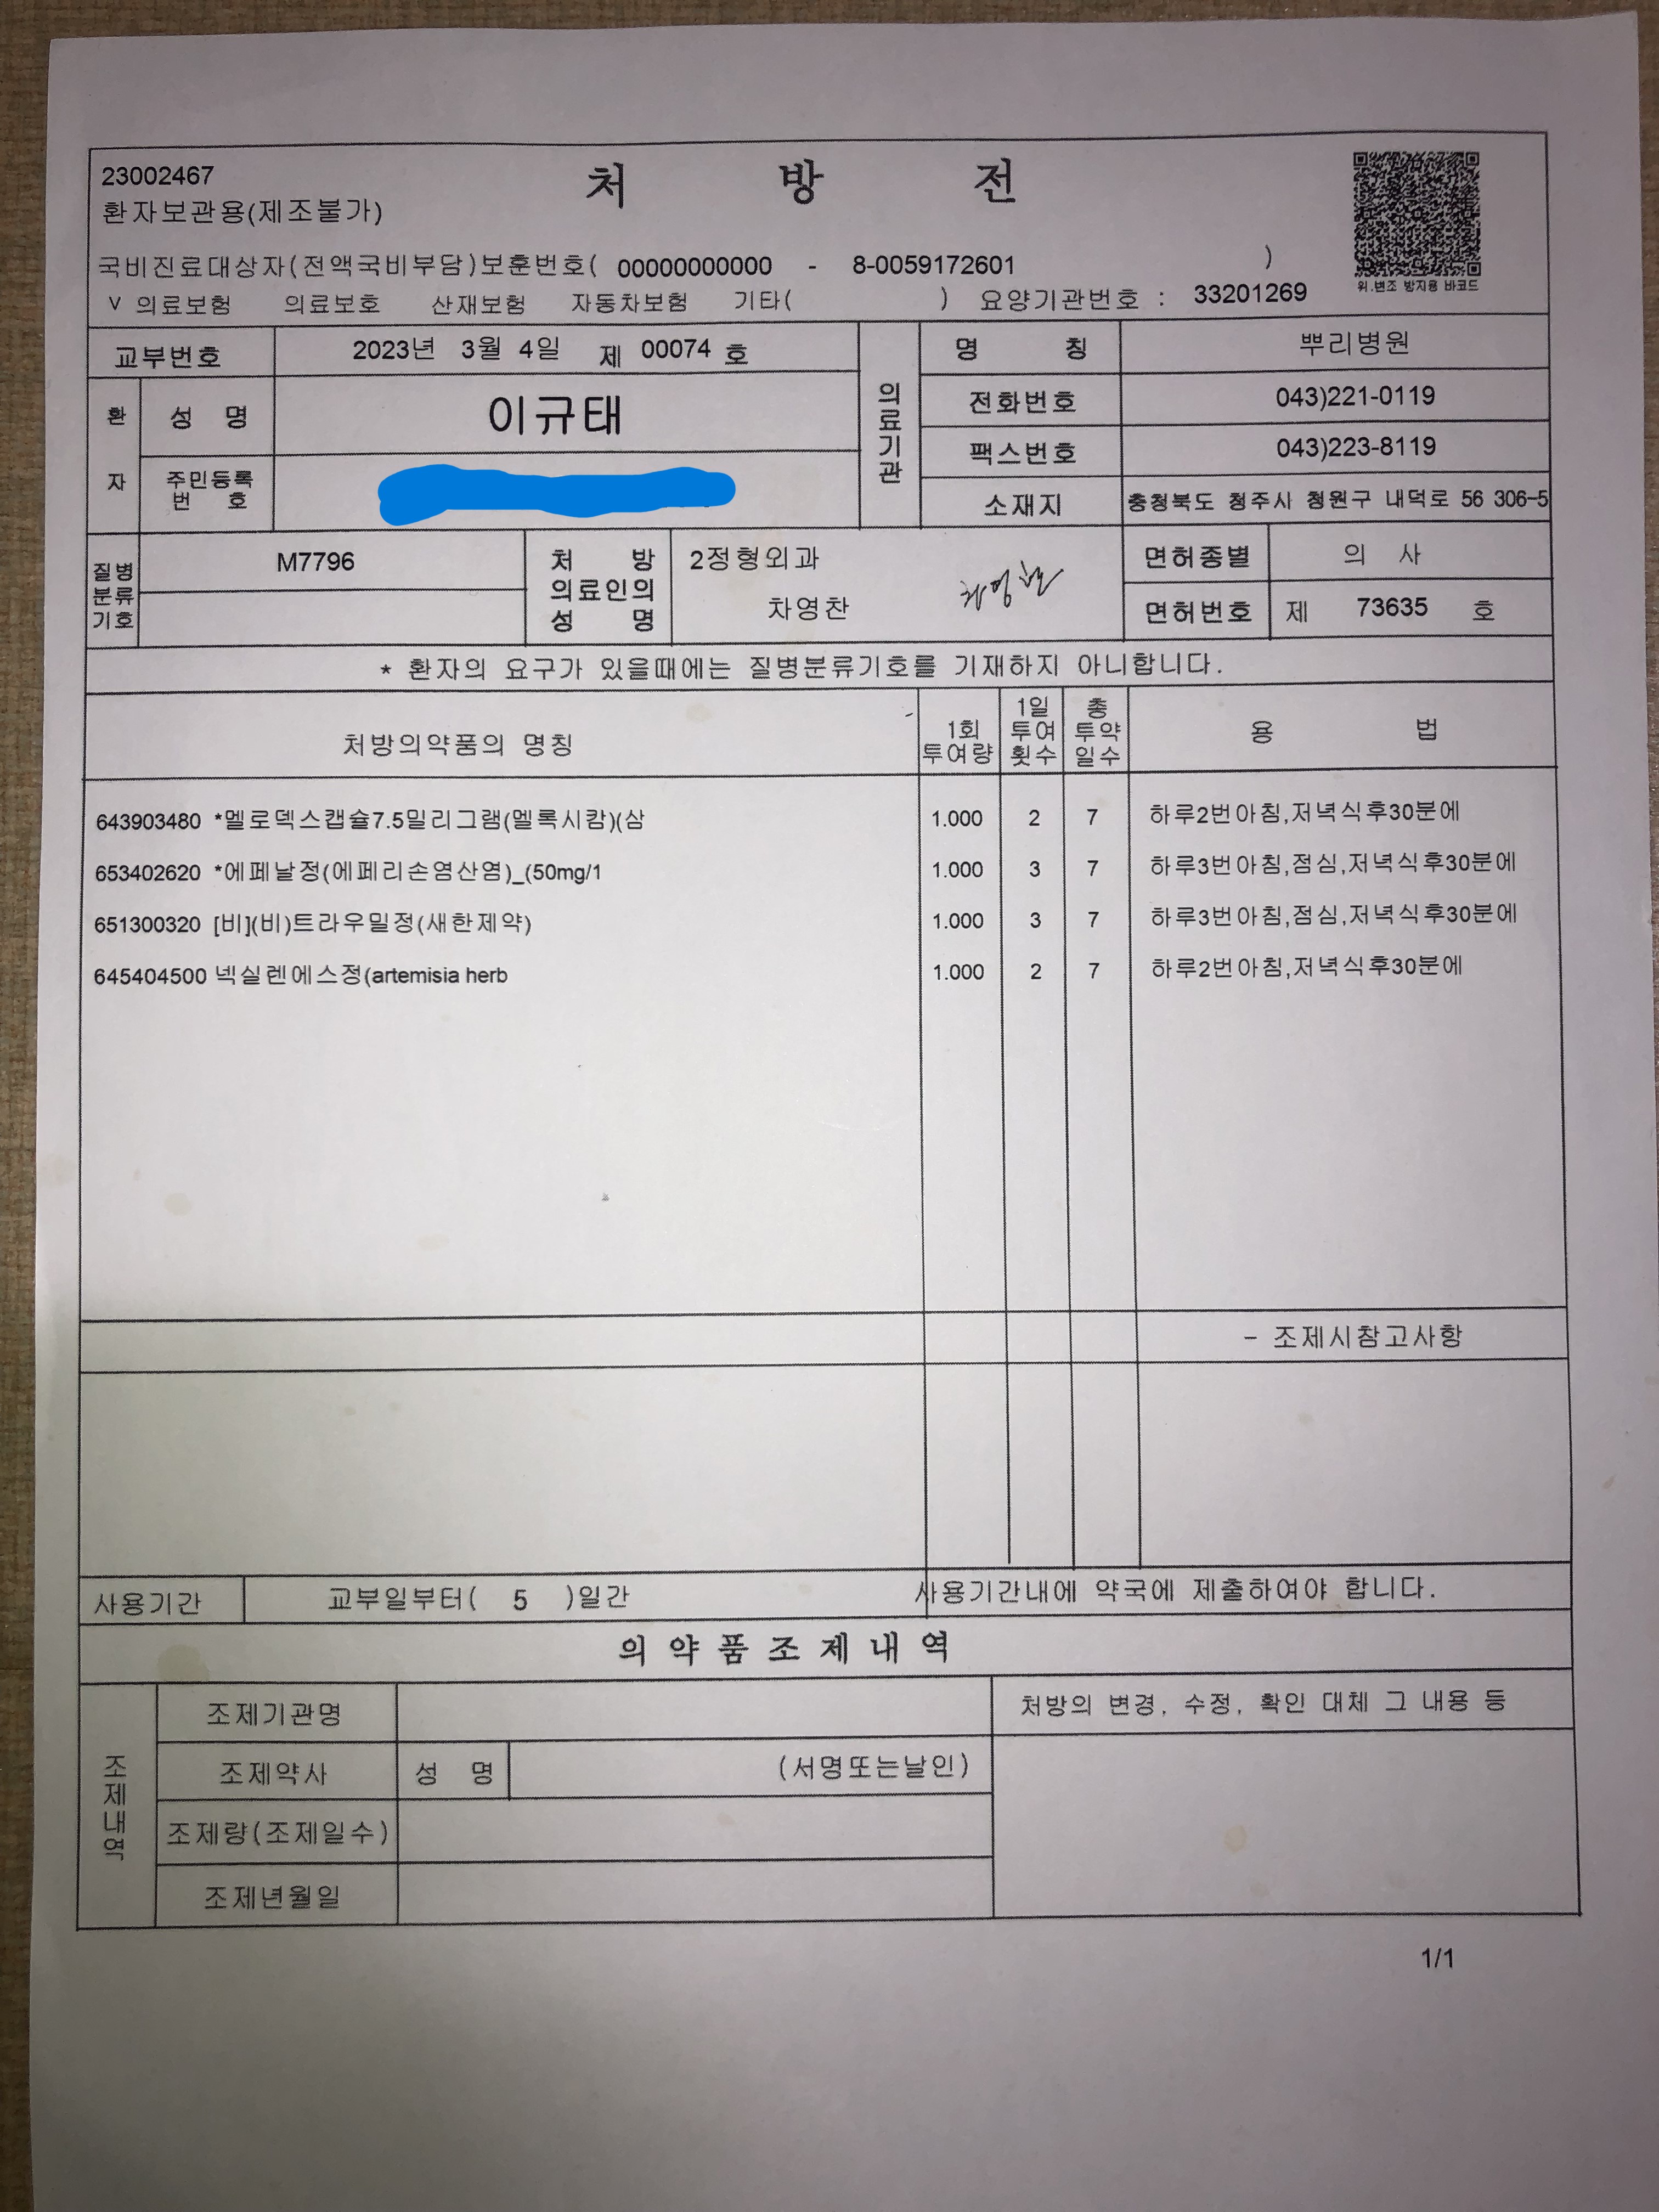 23002467
처 방 전
환자보관용(제조불가)
국비진료대상자(전액국비부담)보훈번호( 00000000000 - 8-0059172601 )
V 의료보험 의료보호 산재보험 자동차보험 기타( ) 요양기관번호 : 33201269
위.변조 방지용 바코드
교부번호 2023년 3월 4일 제 00074 호
의료기관
명 칭 뿌리병원
전화번호 043)221-0119
팩스번호 043)223-8119
소재지 충청북도 청주시 청원구 내덕로 56 306-5
환자
성 명 이규태
주민등록번 호
질병분류기호 M7796
처 방 의료인의 성 명
2정형외과
차영찬
면허종별 의 사
면허번호 제 73635 호
* 환자의 요구가 있을때에는 질병분류기호를 기재하지 아니합니다.
처방의약품의 명칭 1회 투여량 1일 투여 횟수 총 투약 일수 용 법
643903480 *멜로덱스캡슐7.5밀리그램(멜록시캄)(삼 1.000 2 7 하루2번아침,저녁식후30분에
653402620 *에페날정(에페리손염산염)_(50mg/1 1.000 3 7 하루3번아침,점심,저녁식후30분에
651300320 [비](비)트라우밀정(새한제약) 1.000 3 7 하루3번아침,점심,저녁식후30분에
645404500 넥실렌에스정(artemisia herb 1.000 2 7 하루2번아침,저녁식후30분에
- 조제시참고사항
사용기간 교부일부터( 5 )일간 사용기간내에 약국에 제출하여야 합니다.
의 약 품 조 제 내 역
조제내역
조제기관명 처방의 변경, 수정, 확인 대체 그 내용 등
조제약사 성 명 (서명또는날인)
조제량(조제일수)
조제년월일
1/1